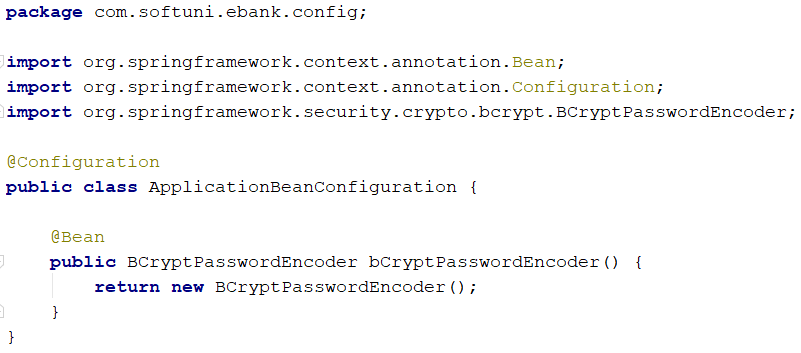 package com.softuni.ebank.config;
import org.springframework.context.annotation.Bean;
import org.springframework.context.annotation.Configuration;
import org.springframework.security.crypto.bcrypt.BCryptPasswordEncoder;
@Configuration
public class ApplicationBeanConfiguration {
@Bean
public BCryptPasswordEncoder bCryptPasswordEncoder() {
return new BCryptPasswordEncoder();
}
}